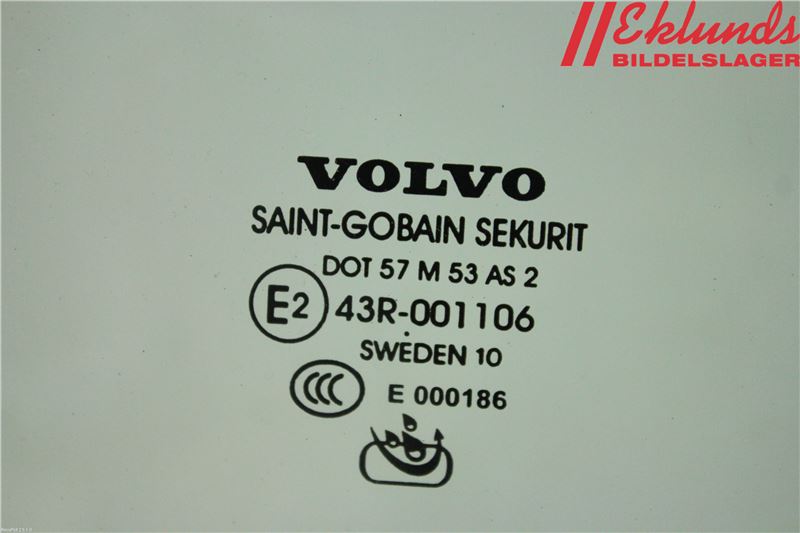 Eklunds
BILDELSLAGER
VOLVO
SAINT-GOBAIN SEKURIT
DOT 57 M 53 AS 2
E2 43R-001106
SWEDEN 10
CCC E 000186